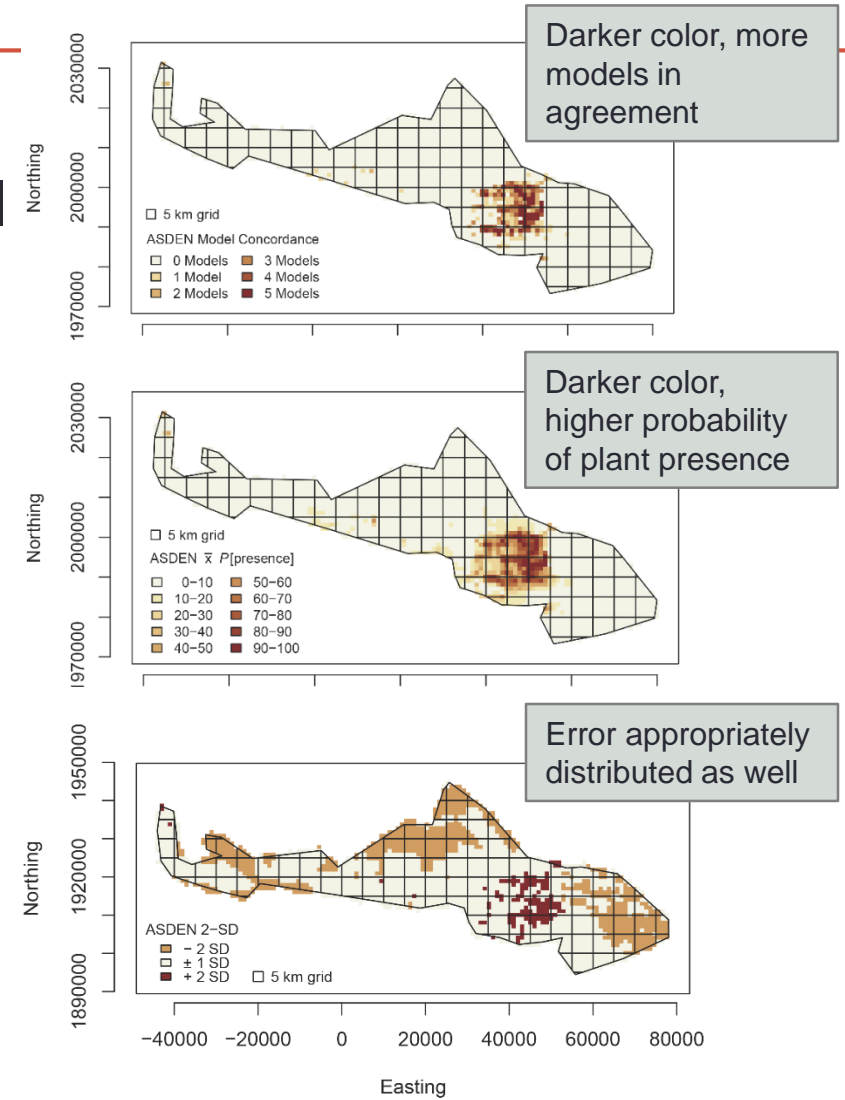 Darker color, more
models in
agreement
Northing
2030000
2000000
1970000
5 km grid
ASDEN Model Concordance
0 Models
3 Models
1 Model
4 Models
2 Models
5 Models
Darker color,
higher probability
of plant presence
Northing
2030000
2000000
1970000
5 km grid
ASDEN x̄ P[presence]
0−10
50−60
10−20
60−70
20−30
70−80
30−40
80−90
40−50
90−100
Error appropriately
distributed as well
Northing
1950000
1920000
1890000
ASDEN 2−SD
− 2 SD
± 1 SD
+ 2 SD
5 km grid
−40000 −20000 0 20000 40000 60000 80000
Easting